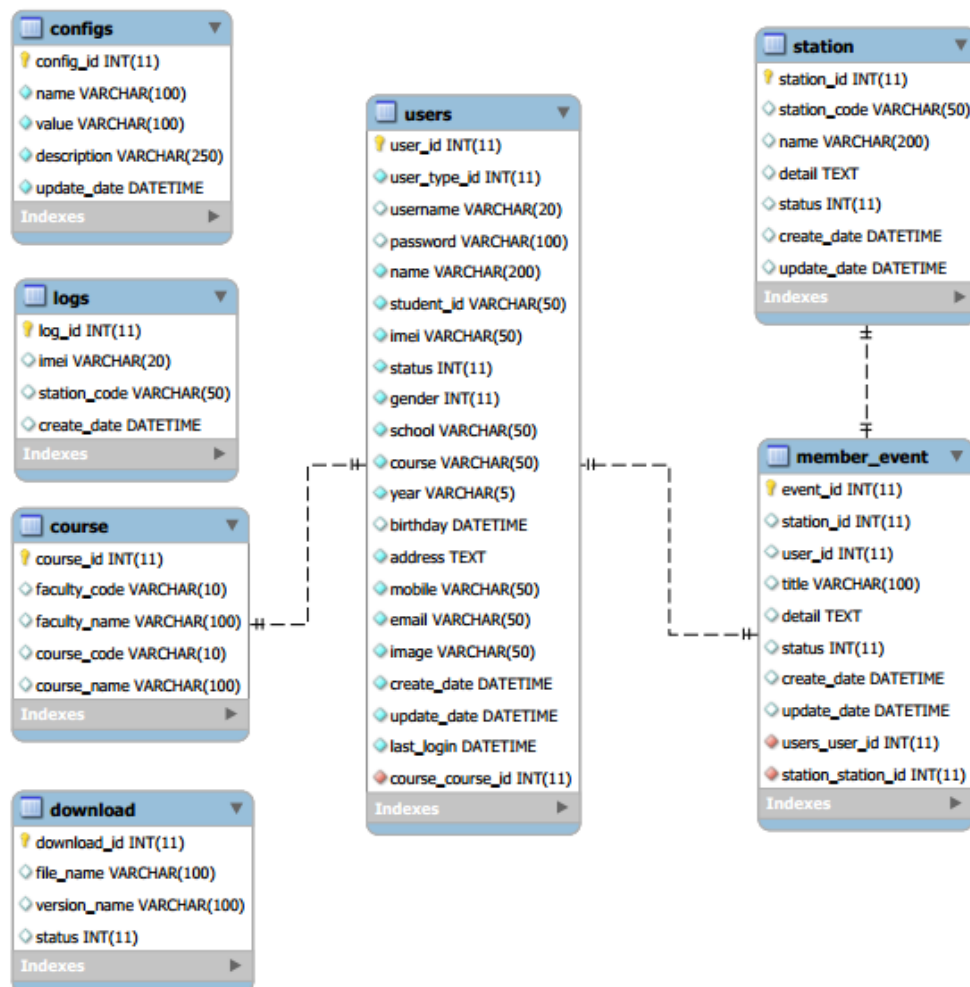 configs
config_id INT(11)
name VARCHAR(100)
value VARCHAR(100)
description VARCHAR(250)
update_date DATETIME
Indexes
logs
log_id INT(11)
imei VARCHAR(20)
station_code VARCHAR(50)
create_date DATETIME
Indexes
course
course_id INT(11)
faculty_code VARCHAR(10)
faculty_name VARCHAR(100)
course_code VARCHAR(10)
course_name VARCHAR(100)
Indexes
download
download_id INT(11)
file_name VARCHAR(100)
version_name VARCHAR(100)
status INT(11)
Indexes
users
user_id INT(11)
user_type_id INT(11)
username VARCHAR(20)
password VARCHAR(100)
name VARCHAR(200)
student_id VARCHAR(50)
imei VARCHAR(50)
status INT(11)
gender INT(11)
school VARCHAR(50)
course VARCHAR(50)
year VARCHAR(5)
birthday DATETIME
address TEXT
mobile VARCHAR(50)
email VARCHAR(50)
image VARCHAR(50)
create_date DATETIME
update_date DATETIME
last_login DATETIME
course_course_id INT(11)
Indexes
station
station_id INT(11)
station_code VARCHAR(50)
name VARCHAR(200)
detail TEXT
status INT(11)
create_date DATETIME
update_date DATETIME
Indexes
member_event
event_id INT(11)
station_id INT(11)
user_id INT(11)
title VARCHAR(100)
detail TEXT
status INT(11)
create_date DATETIME
update_date DATETIME
users_user_id INT(11)
station_station_id INT(11)
Indexes